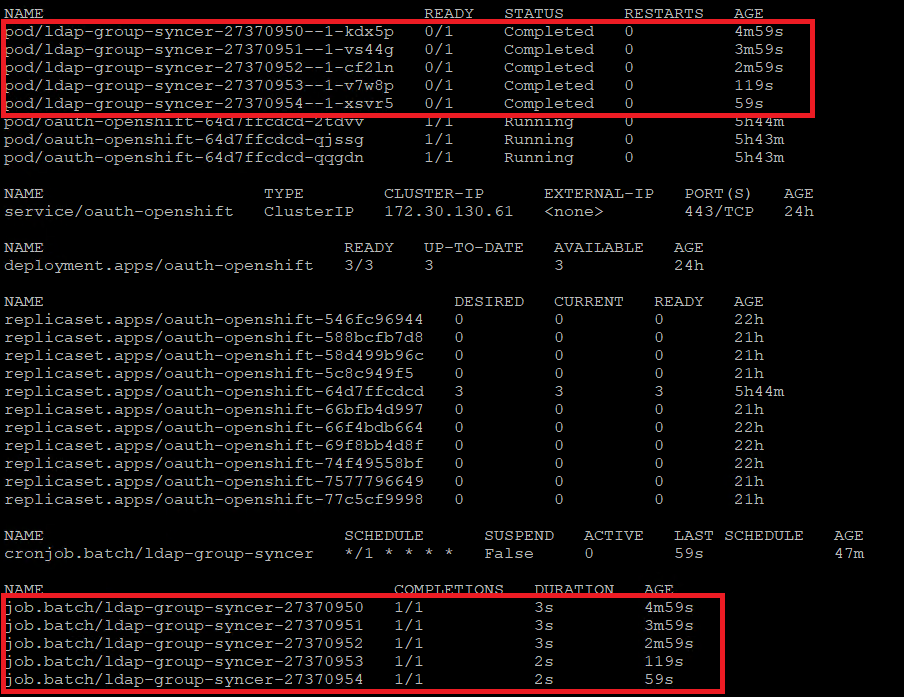 NAME READY STATUS RESTARTS AGE
pod/ldap-group-syncer-27370950--1-kdx5p 0/1 Completed 0 4m59s
pod/ldap-group-syncer-27370951--1-vs44g 0/1 Completed 0 3m59s
pod/ldap-group-syncer-27370952--1-cf2ln 0/1 Completed 0 2m59s
pod/ldap-group-syncer-27370953--1-v7w8p 0/1 Completed 0 119s
pod/ldap-group-syncer-27370954--1-xsvr5 0/1 Completed 0 59s
pod/oauth-openshift-64d7ffcdcd-2tdvv 1/1 Running 0 5h44m
pod/oauth-openshift-64d7ffcdcd-qjssg 1/1 Running 0 5h43m
pod/oauth-openshift-64d7ffcdcd-qqgdn 1/1 Running 0 5h43m
NAME TYPE CLUSTER-IP EXTERNAL-IP PORT(S) AGE
service/oauth-openshift ClusterIP 172.30.130.61 <none> 443/TCP 24h
NAME READY UP-TO-DATE AVAILABLE AGE
deployment.apps/oauth-openshift 3/3 3 3 24h
NAME DESIRED CURRENT READY AGE
replicaset.apps/oauth-openshift-546fc96944 0 0 0 22h
replicaset.apps/oauth-openshift-588bcfb7d8 0 0 0 21h
replicaset.apps/oauth-openshift-58d499b96c 0 0 0 21h
replicaset.apps/oauth-openshift-5c8c949f5 0 0 0 21h
replicaset.apps/oauth-openshift-64d7ffcdcd 3 3 3 5h44m
replicaset.apps/oauth-openshift-66bfb4d997 0 0 0 21h
replicaset.apps/oauth-openshift-66f4bdb664 0 0 0 22h
replicaset.apps/oauth-openshift-69f8bb4d8f 0 0 0 22h
replicaset.apps/oauth-openshift-74f49558bf 0 0 0 22h
replicaset.apps/oauth-openshift-7577796649 0 0 0 21h
replicaset.apps/oauth-openshift-77c5cf9998 0 0 0 21h
NAME SCHEDULE SUSPEND ACTIVE LAST SCHEDULE AGE
cronjob.batch/ldap-group-syncer */1 * * * * False 0 59s 47m
NAME COMPLETIONS DURATION AGE
job.batch/ldap-group-syncer-27370950 1/1 3s 4m59s
job.batch/ldap-group-syncer-27370951 1/1 3s 3m59s
job.batch/ldap-group-syncer-27370952 1/1 3s 2m59s
job.batch/ldap-group-syncer-27370953 1/1 2s 119s
job.batch/ldap-group-syncer-27370954 1/1 2s 59s